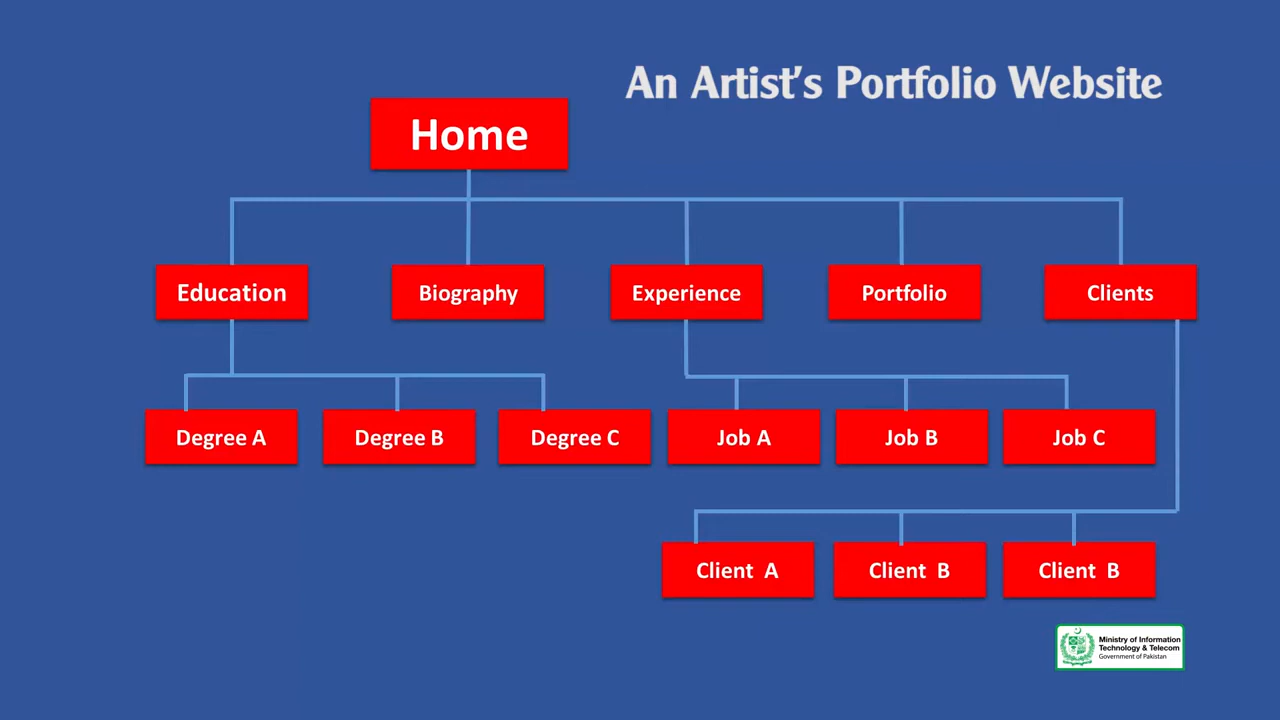 An Artist's Portfolio Website
Home
Education
Biography
Experience
Portfolio
Clients
Degree A
Degree B
Degree C
Job A
Job B
Job C
Client A
Client B
Client B
Ministry of Information
Technology & Telecom
Government of Pakistan